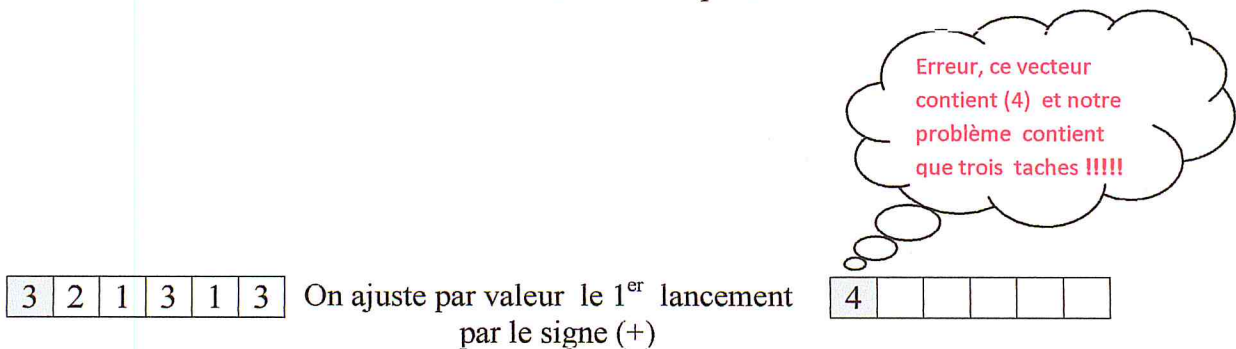 Erreur, ce vecteur
contient (4) et notre
problème contient
que trois taches !!!!!
3 2 1 3 1 3 On ajuste par valeur le 1er lancement 4
par le signe (+)